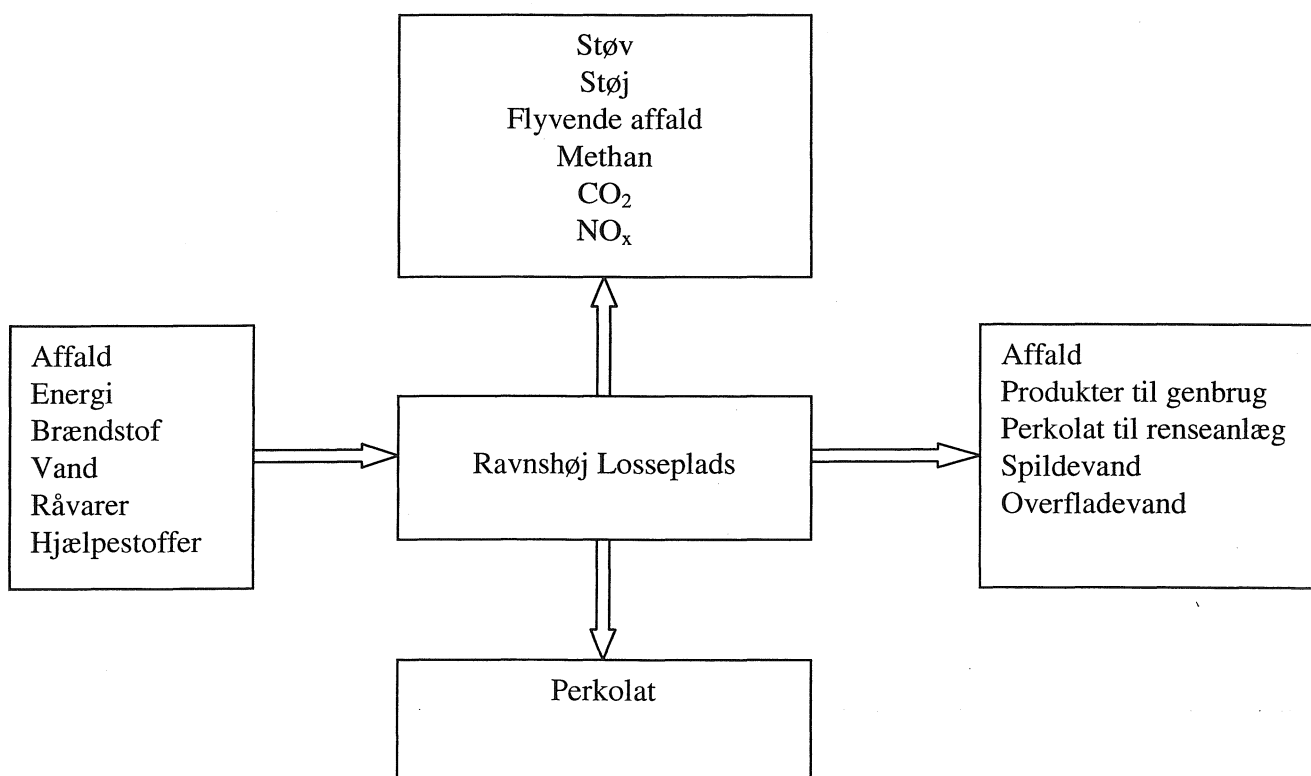 Støv
Støj
Flyvende affald
Methan
CO₂
NOₓ
Affald
Energi
Brændstof
Vand
Råvarer
Hjælpestoffer
Ravnshøj Losseplads
Affald
Produkter til genbrug
Perkolat til renseanlæg
Spildevand
Overfladevand
Perkolat